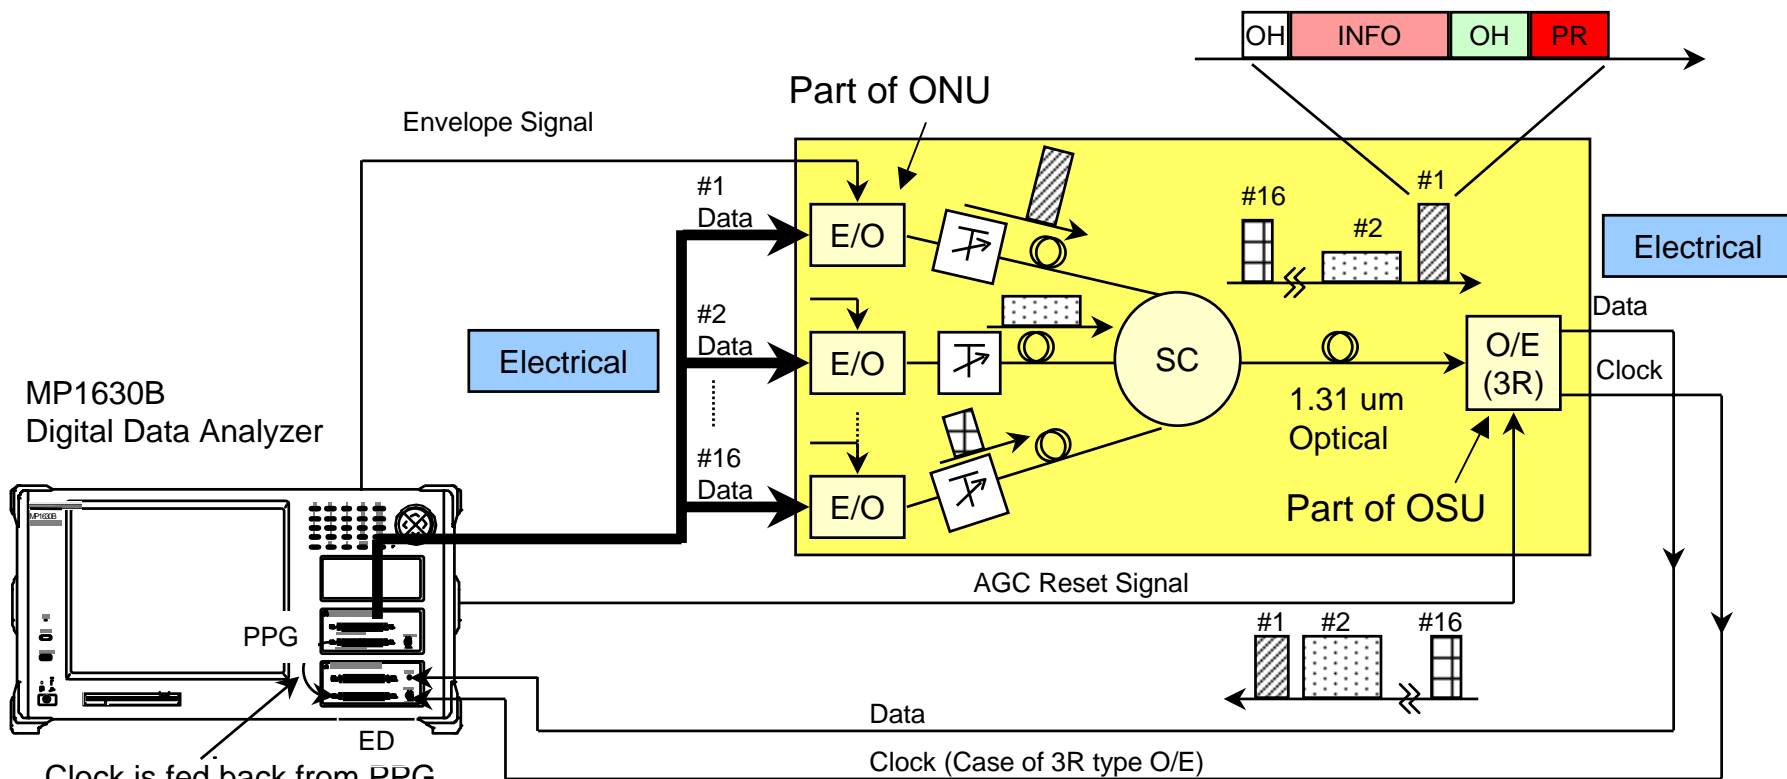 OH INFO OH PR
Part of ONU
Envelope Signal
#1
Data
E/O
#16
#2
#1
Electrical
#2
Data
E/O
Electrical
SC
O/E
(3R)
Data
Clock
1.31 um
Optical
MP1630B
Digital Data Analyzer
#16
Data
E/O
Part of OSU
MP1630B
AGC Reset Signal
PPG
#1
#2
#16
Data
ED
Clock (Case of 3R type O/E)
Clock is fed back from PPG